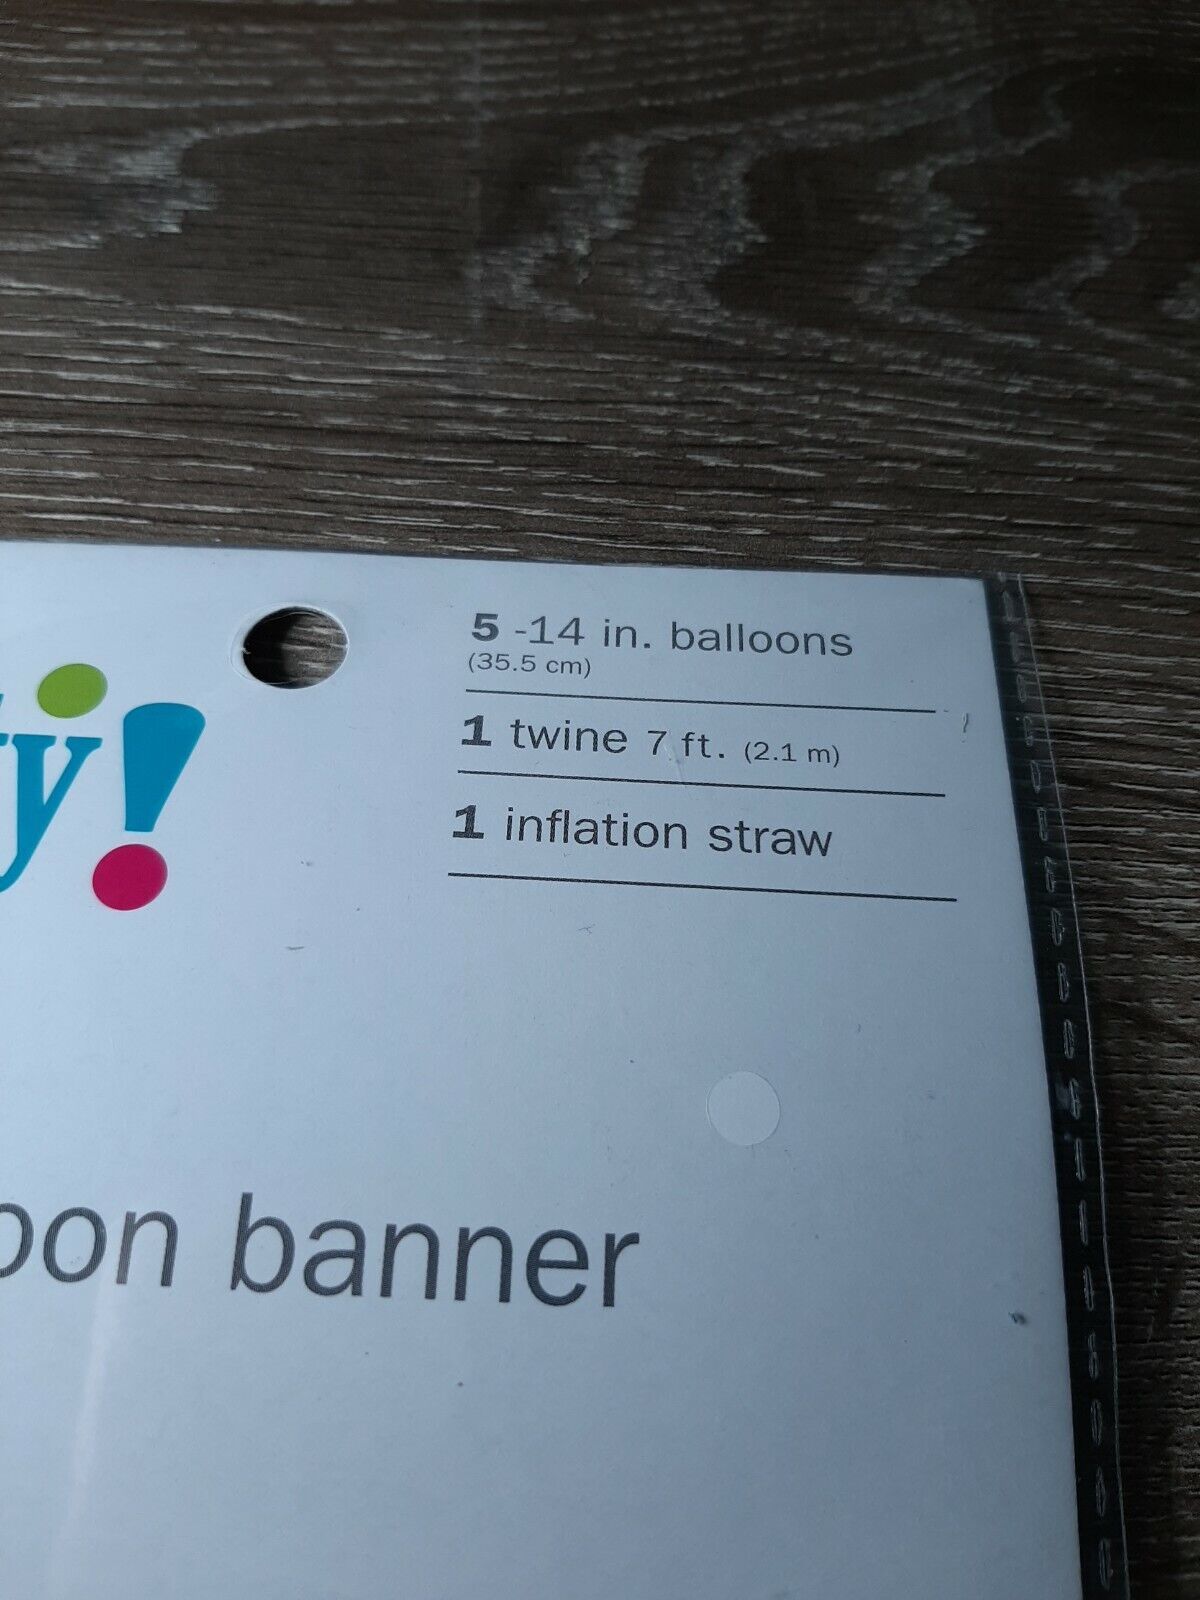 5 -14 in. balloons
(35.5 cm)
1 twine 7 ft. (2.1 m)
1 inflation straw
y!
oon banner